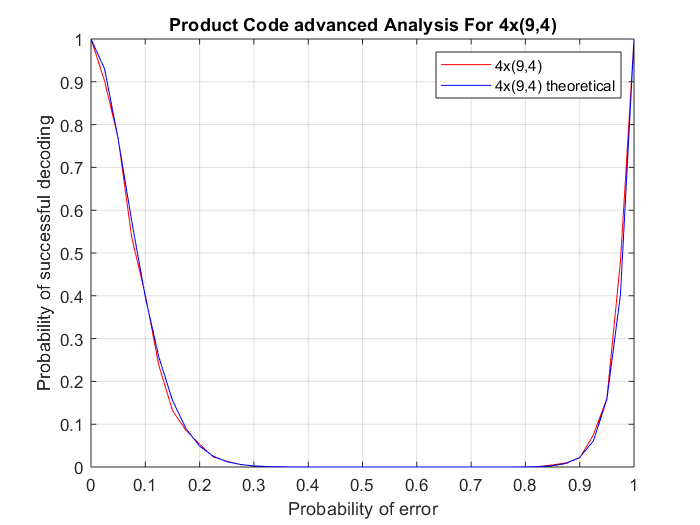 Product Code advanced Analysis For 4x(9,4)
4x(9,4)
4x(9,4) theoretical
Probability of successful decoding
1
0.9
0.8
0.7
0.6
0.5
0.4
0.3
0.2
0.1
0
0 0.1 0.2 0.3 0.4 0.5 0.6 0.7 0.8 0.9 1
Probability of error